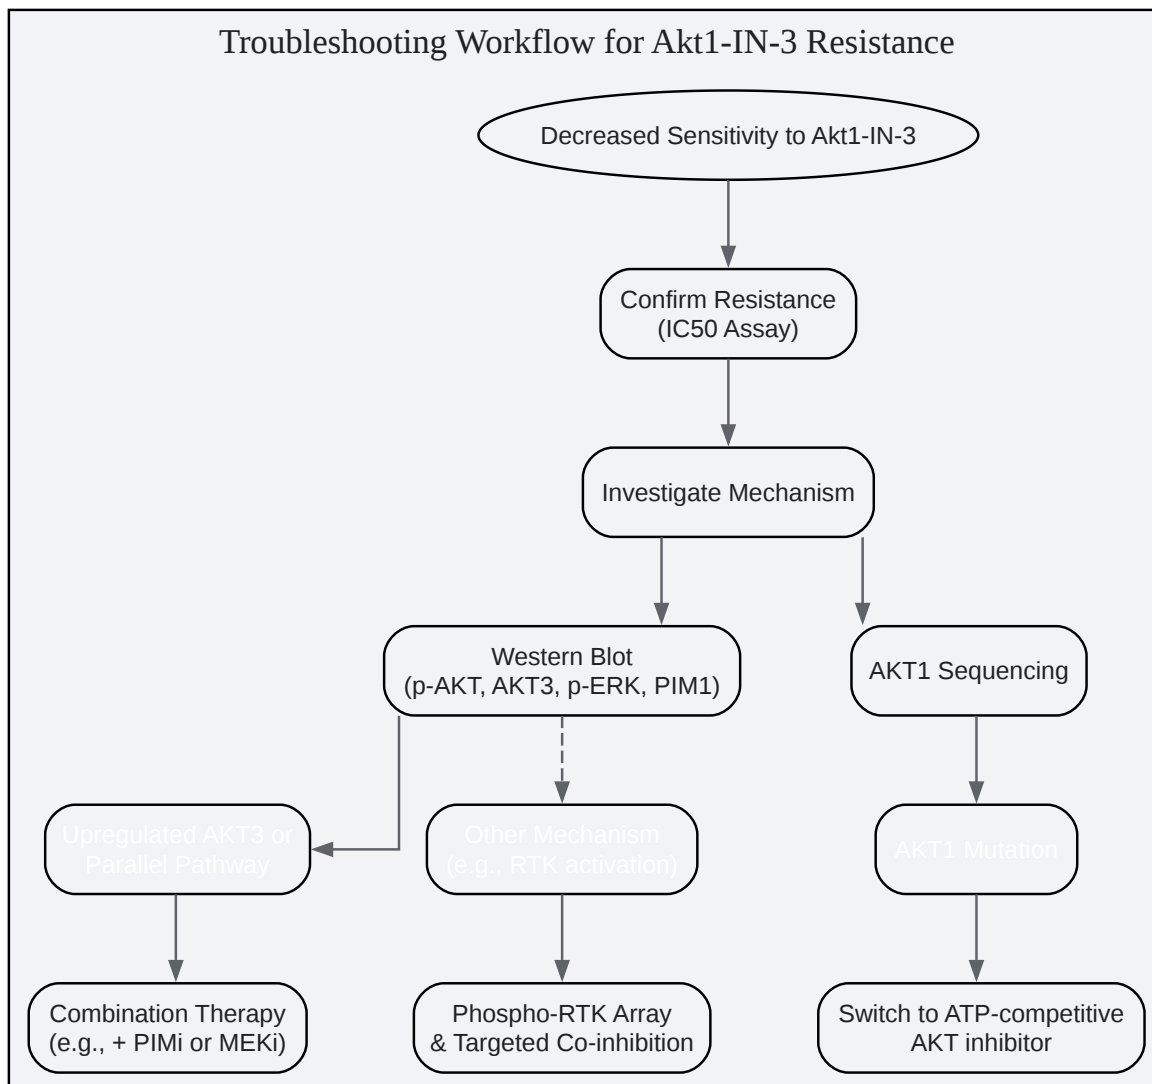 Troubleshooting Workflow for Akt1-IN-3 Resistance
Decreased Sensitivity to Akt1-IN-3
Confirm Resistance
(IC50 Assay)
Investigate Mechanism
Western Blot
(p-AKT, AKT3, p-ERK, PIM1)
AKT1 Sequencing
Upregulated AKT3 or
Parallel Pathway
Other Mechanism
(e.g., RTK activation)
AKT1 Mutation
Combination Therapy
(e.g., + PIMi or MEKi)
Phospho-RTK Array
& Targeted Co-inhibition
Switch to ATP-competitive
AKT inhibitor